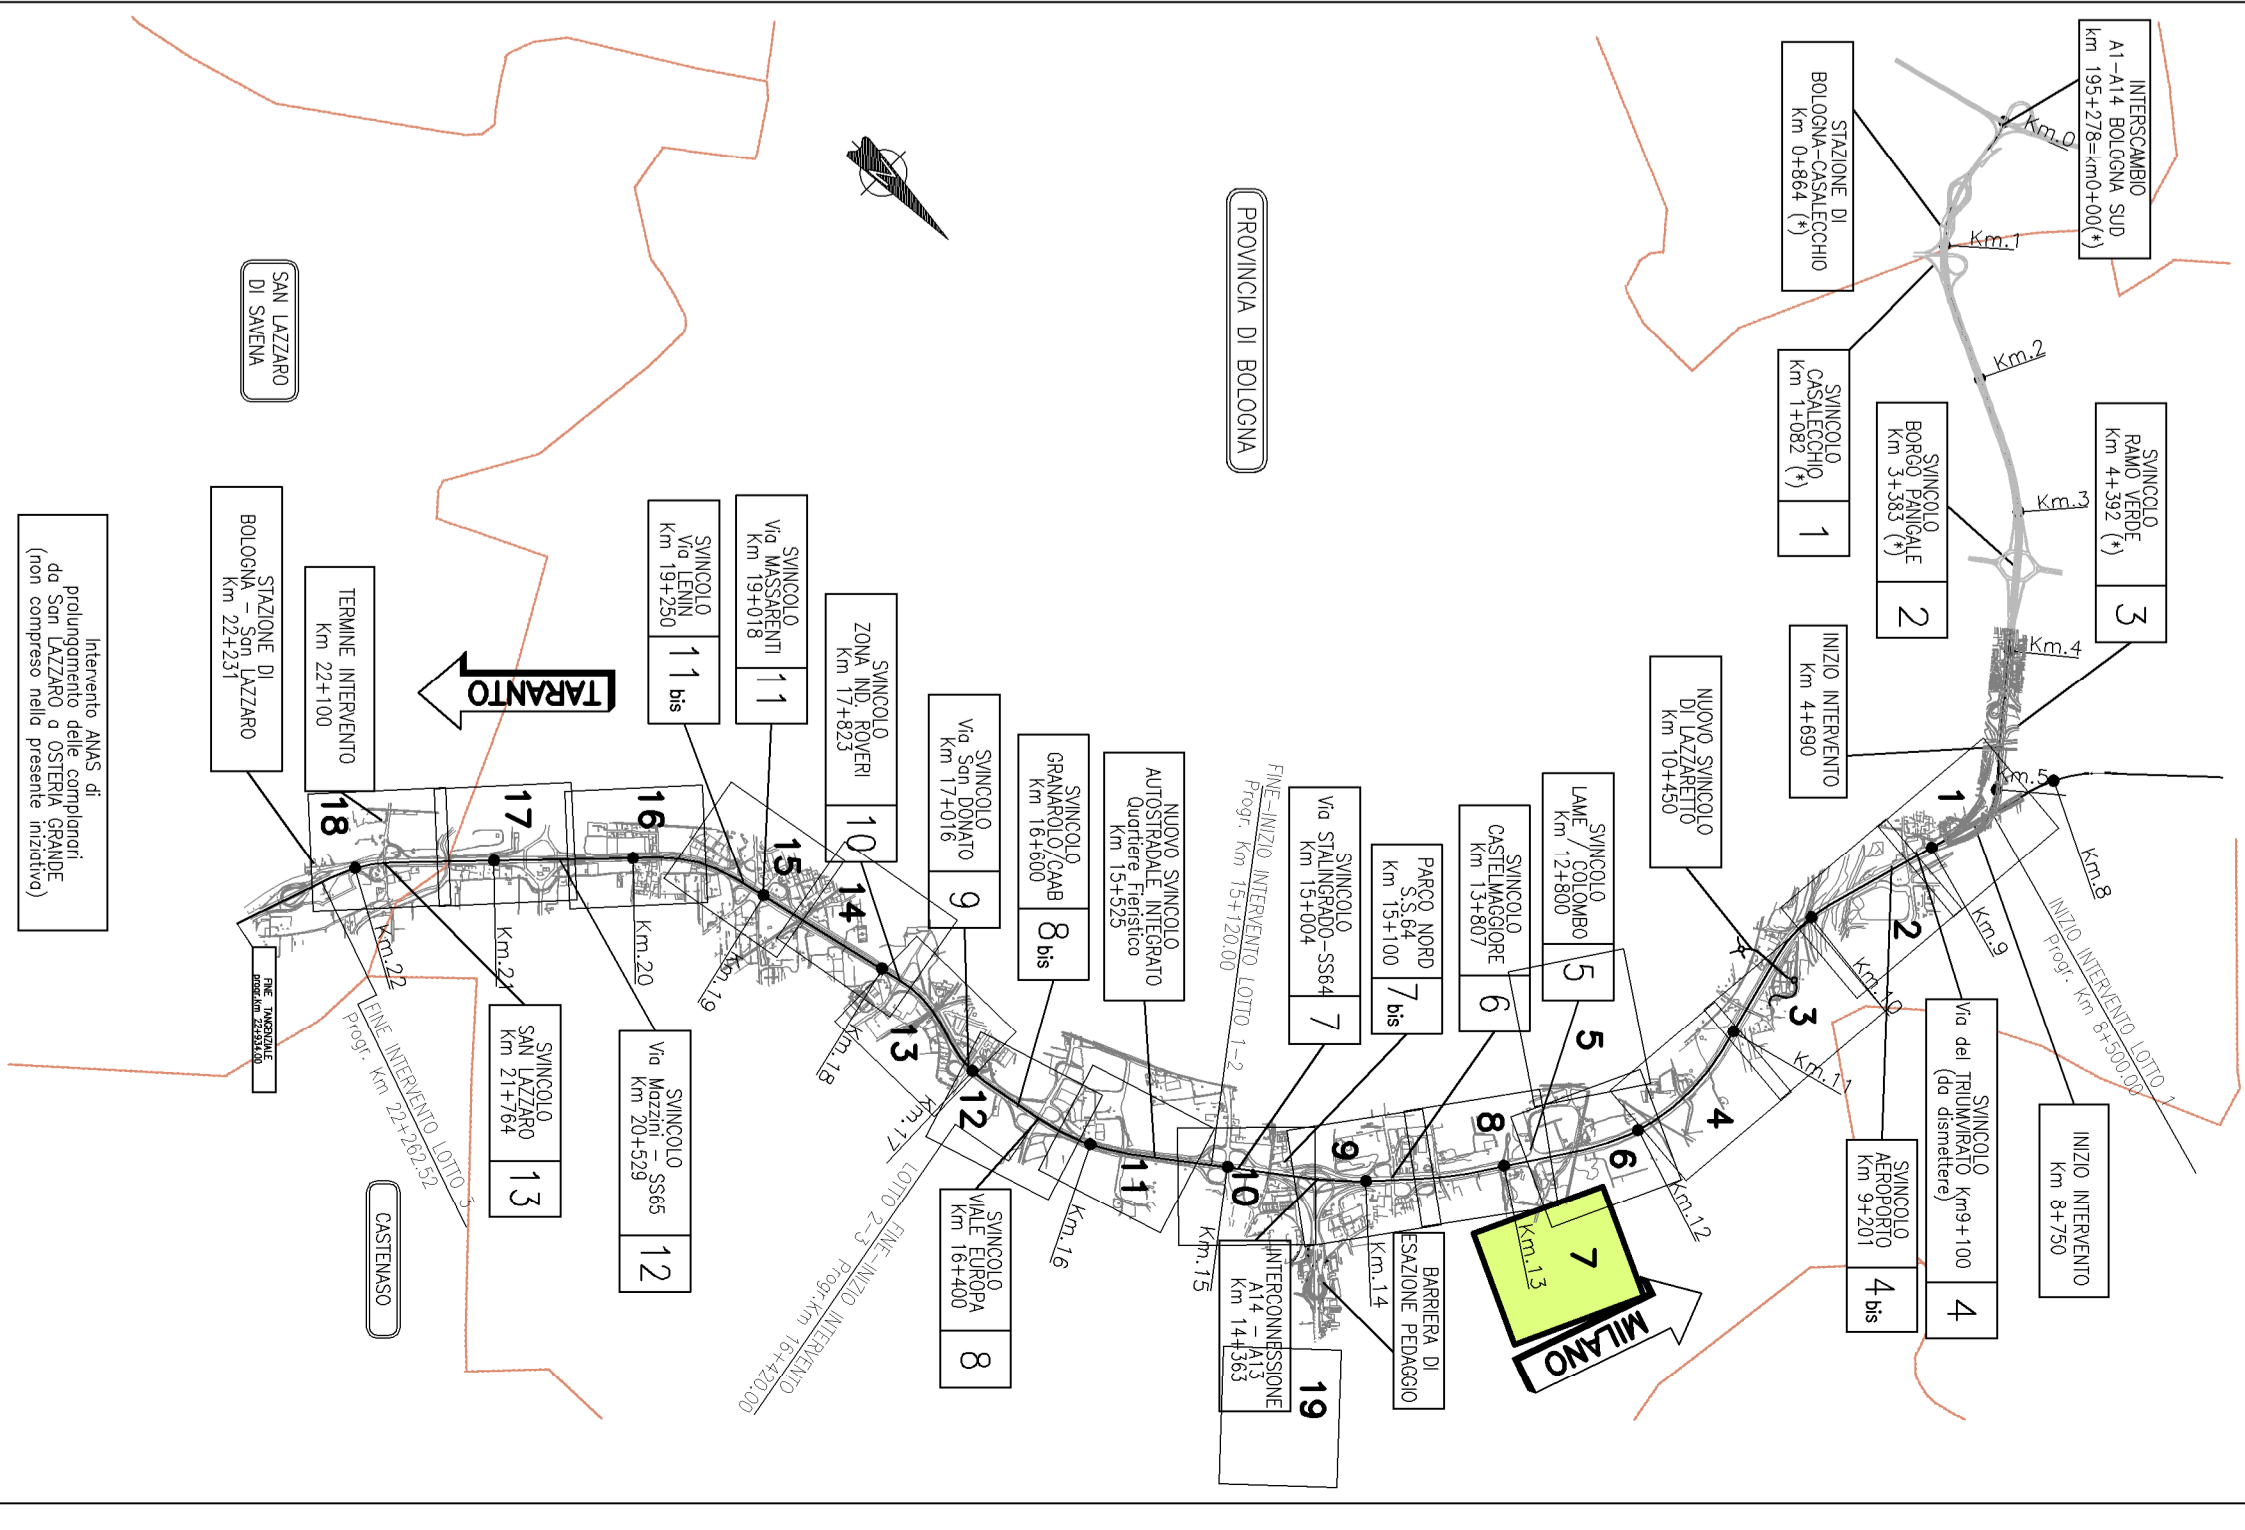 INTERSCAMBIO
A1-A14 BOLOGNA SUD
km 195+278=km0+00(*)
STAZIONE DI
BOLOGNA-CASALECCHIO
Km 0+864 (*)
SVINCOLO
CASALECCHIO
Km 1+082 (*)
1
SVINCOLO
BORGO PANIGALE
Km 3+383 (*)
2
SVINCOLO
RAMO VERDE
Km 4+392 (*)
3
INIZIO INTERVENTO
Km 4+690
NUOVO SVINCOLO
DI LAZZARETTO
Km 10+450
INIZIO INTERVENTO
Km 8+750
SVINCOLO
Via del TRIUMVIRATO Km9+100
(da dismettere)
4
SVINCOLO
AEROPORTO
Km 9+201
4 bis
INIZIO INTERVENTO LOTTO 1
Progr. Km 8+500.00
SVINCOLO
LAME / COLOMBO
Km 12+800
5
SVINCOLO
CASTELMAGGIORE
Km 13+807
6
PARCO NORD
S.S.64
Km 15+100
7 bis
SVINCOLO
Via STALINGRADO-SS64
Km 15+004
7
BARRIERA DI
ESAZIONE PEDAGGIO
INTERCONNESSIONE
A14 - A13
Km 14+363
FINE-INIZIO INTERVENTO LOTTO 1-2
Progr. Km 15+120.00
NUOVO SVINCOLO
AUTOSTRADALE INTEGRATO
Quartiere Fieristico
Km 15+525
SVINCOLO
GRANAROLO/CAAB
Km 16+600
8 bis
SVINCOLO
VIALE EUROPA
Km 16+400
8
LOTTO 2-3 FINE-INIZIO INTERVENTO
Progr.Km 16+420.00
SVINCOLO
Via San DONATO
Km 17+016
9
SVINCOLO
ZONA IND. ROVERI
Km 17+823
10
SVINCOLO
Via MASSARENTI
Km 19+018
11
SVINCOLO
Via LENIN
Km 19+250
11 bis
SVINCOLO
Via Mazzini - SS65
Km 20+529
12
SVINCOLO
SAN LAZZARO
Km 21+764
13
TERMINE INTERVENTO
Km 22+100
STAZIONE DI
BOLOGNA - San LAZZARO
Km 22+231
FINE INTERVENTO LOTTO 3
Progr. Km 22+262.52
FINE TANGENZIALE
progr.Km 22+934.00
Intervento ANAS di
prolungamento delle complanari
da San LAZZARO a OSTERIA GRANDE
(non compreso nella presente iniziativa)
PROVINCIA DI BOLOGNA
SAN LAZZARO
DI SAVENA
CASTENASO
TARANTO
MILANO
Km.0
Km.1
Km.2
Km.3
Km.4
Km.5
Km.8
Km.9
Km.10
Km.11
Km.12
Km.13
Km.14
Km.15
Km.16
Km.17
Km.18
Km.19
Km.20
Km.21
Km.22
1
2
3
4
5
6
7
8
9
10
11
12
13
14
15
16
17
18
19